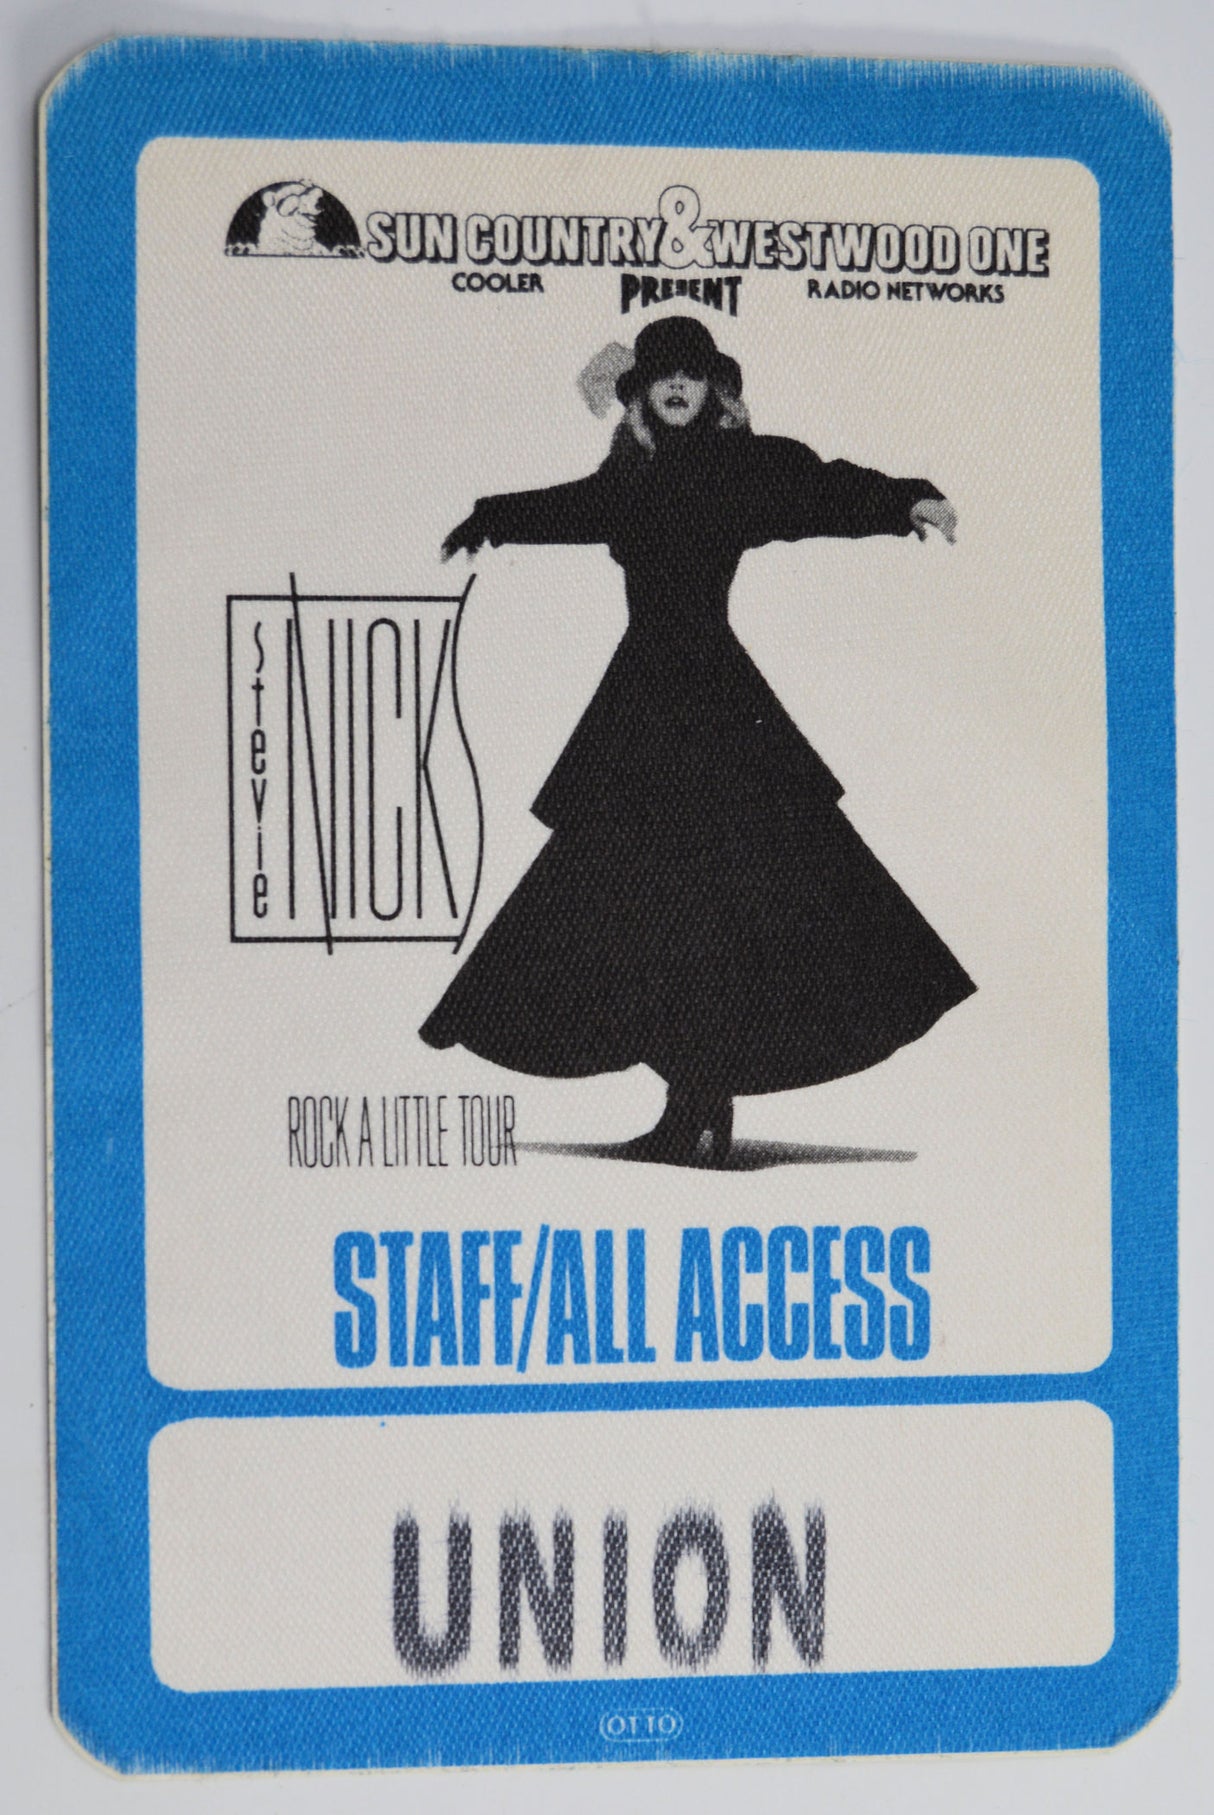 SUN COUNTRY & WESTWOOD ONE
COOLER PRESENT RADIO NETWORKS
Stevie
NICKS
ROCK A LITTLE TOUR
STAFF/ALL ACCESS
UNION
OTTO